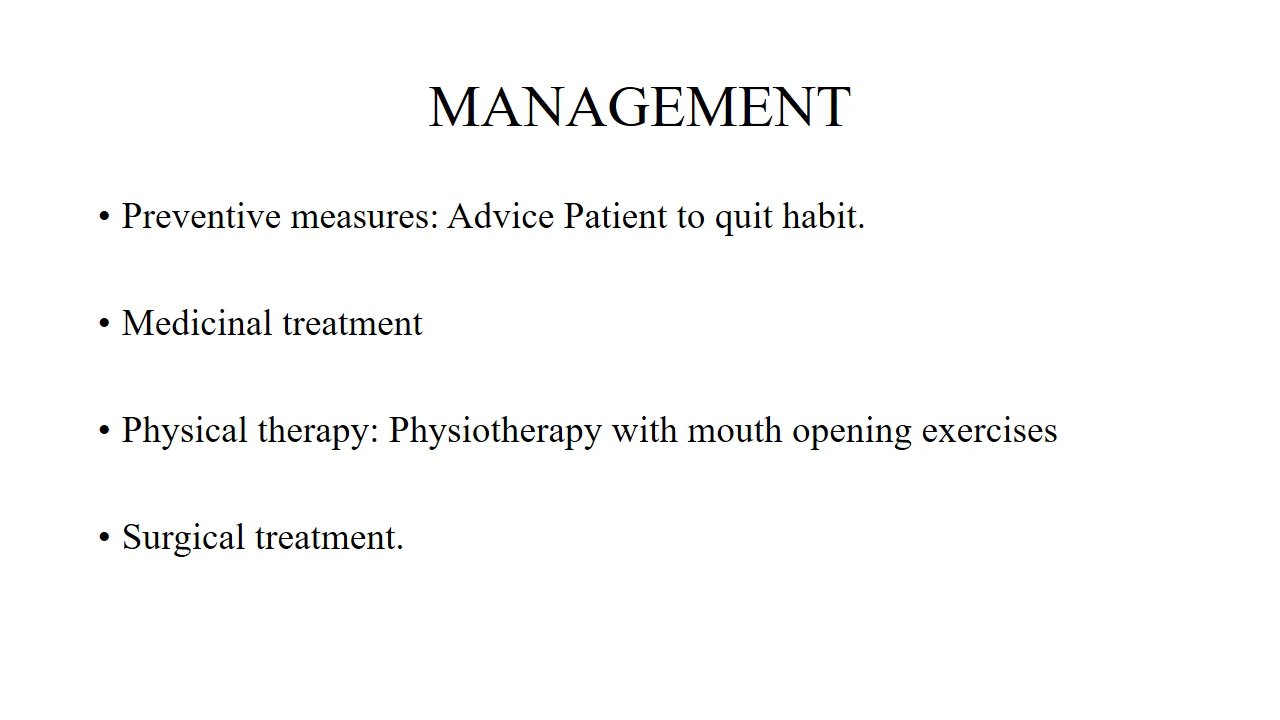 MANAGEMENT
• Preventive measures: Advice Patient to quit habit.
• Medicinal treatment
• Physical therapy: Physiotherapy with mouth opening exercises
• Surgical treatment.